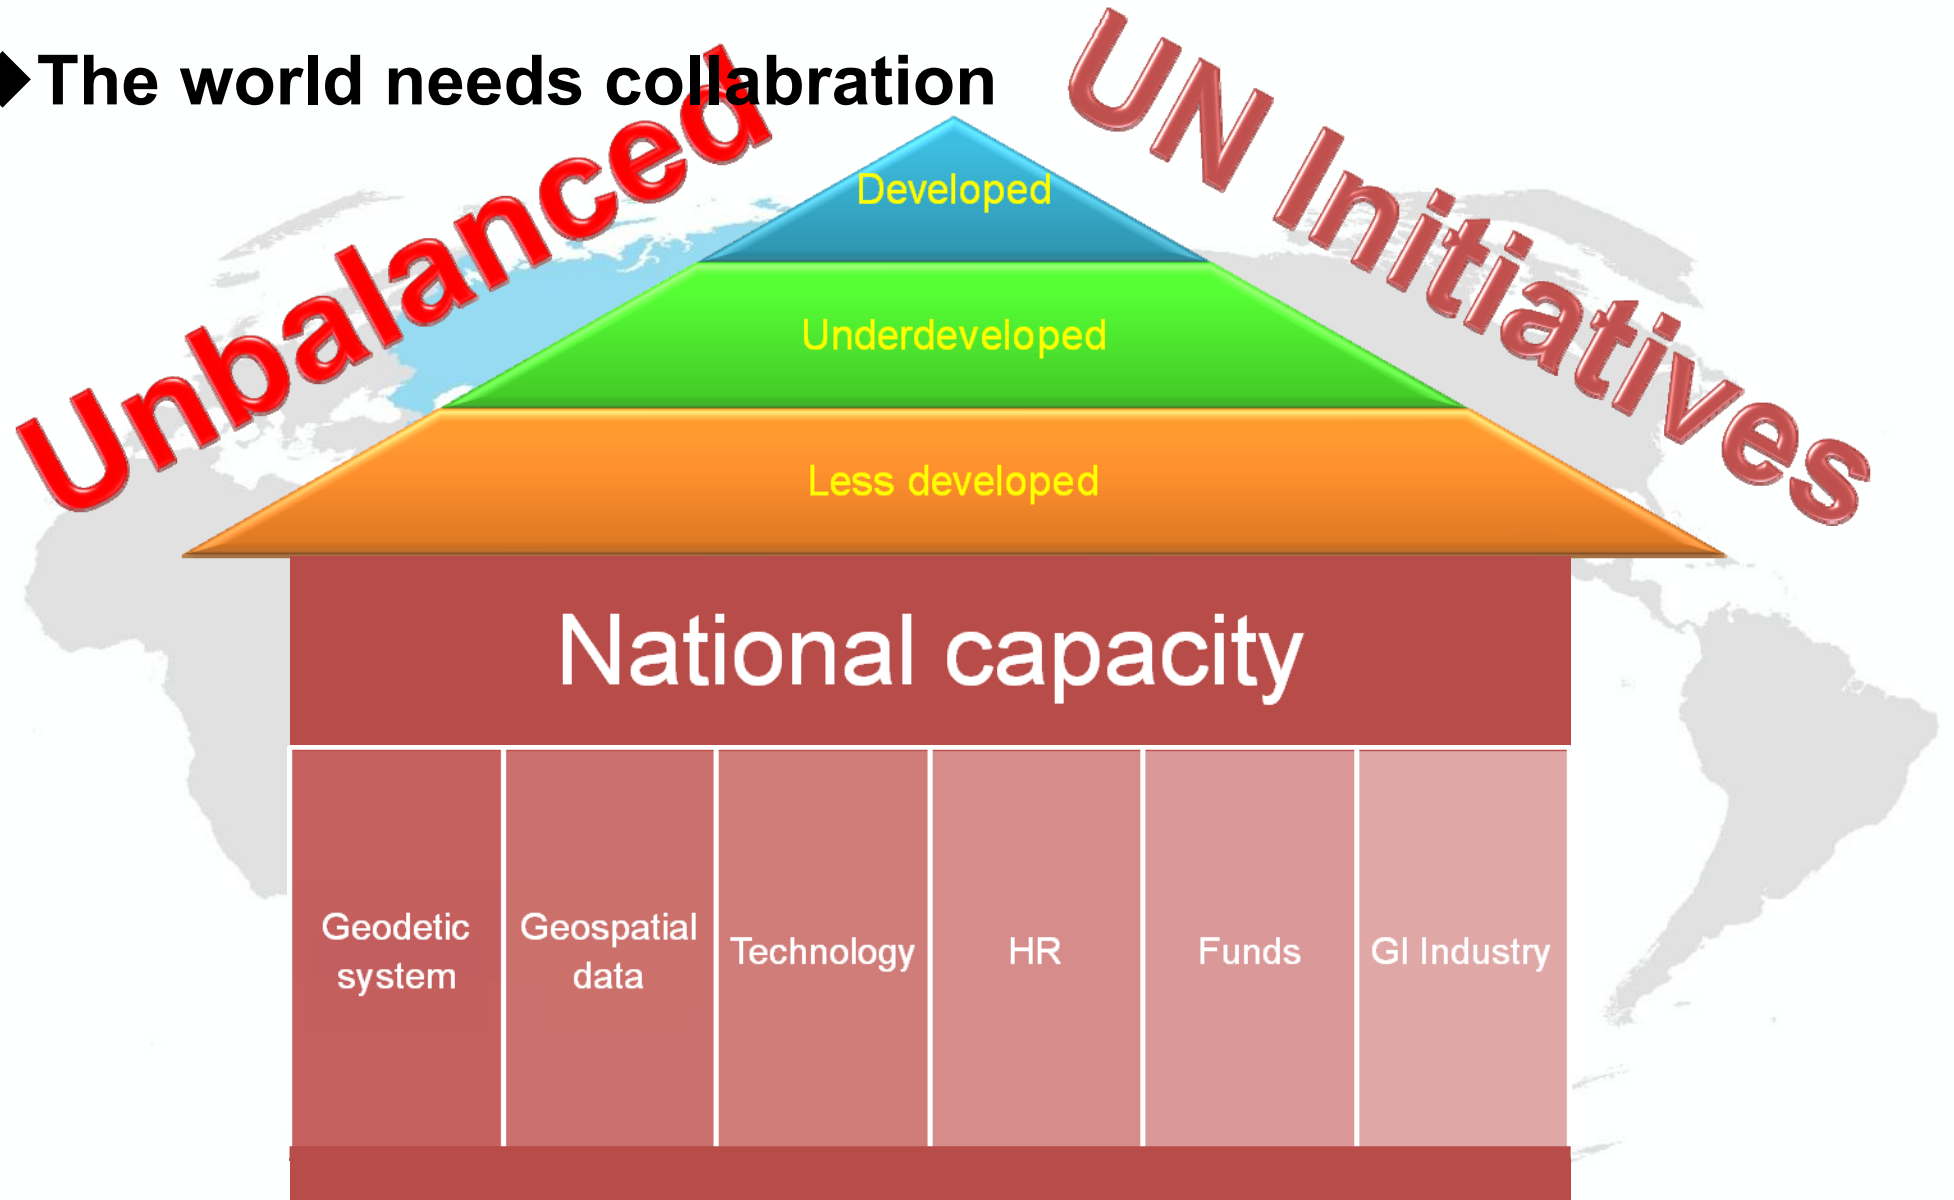 ◆The world needs collabration
Unbalanced
UN Initiatives
Developed
Underdeveloped
Less developed
National capacity
Geodetic
system
Geospatial
data
Technology
HR
Funds
GI Industry